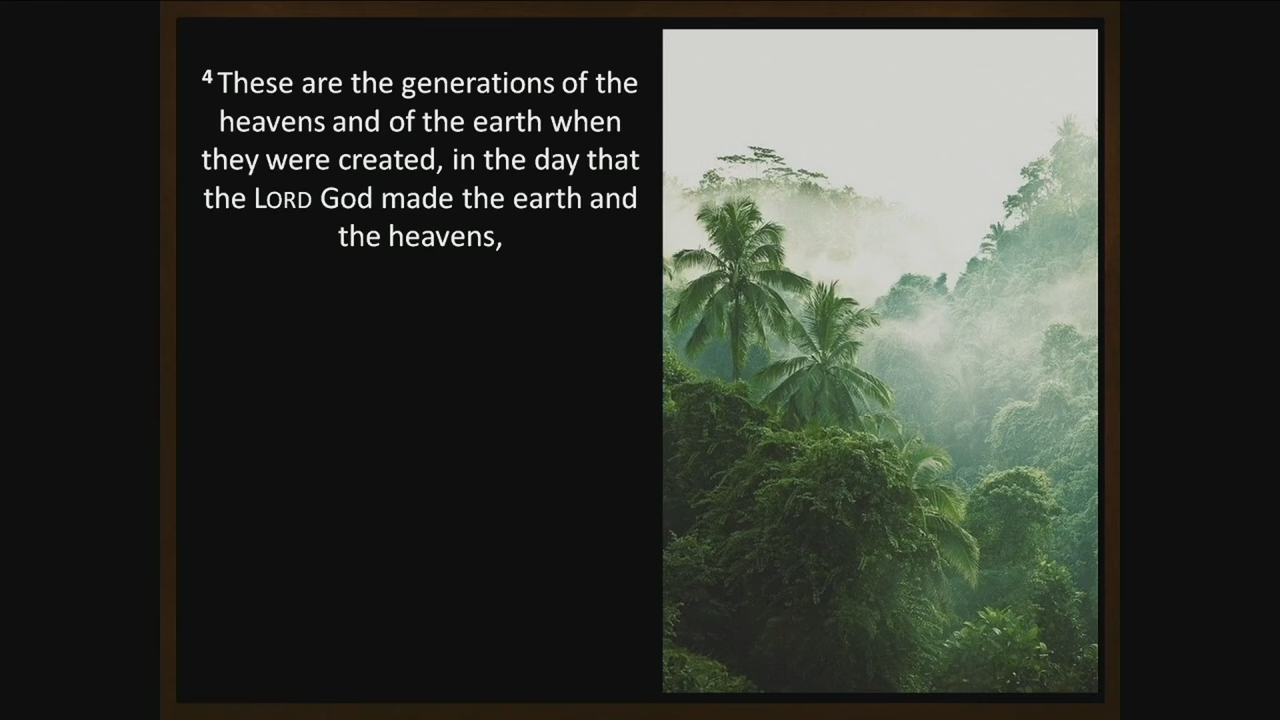 4 These are the generations of the
heavens and of the earth when
they were created, in the day that
the LORD God made the earth and
the heavens,